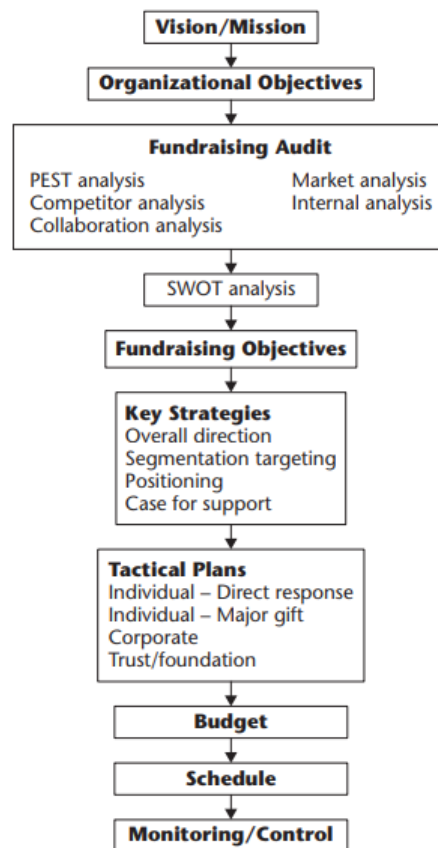 Vision/Mission
Organizational Objectives
Fundraising Audit
PEST analysis
Market analysis
Competitor analysis
Internal analysis
Collaboration analysis
SWOT analysis
Fundraising Objectives
Key Strategies
Overall direction
Segmentation targeting
Positioning
Case for support
Tactical Plans
Individual – Direct response
Individual – Major gift
Corporate
Trust/foundation
Budget
Schedule
Monitoring/Control